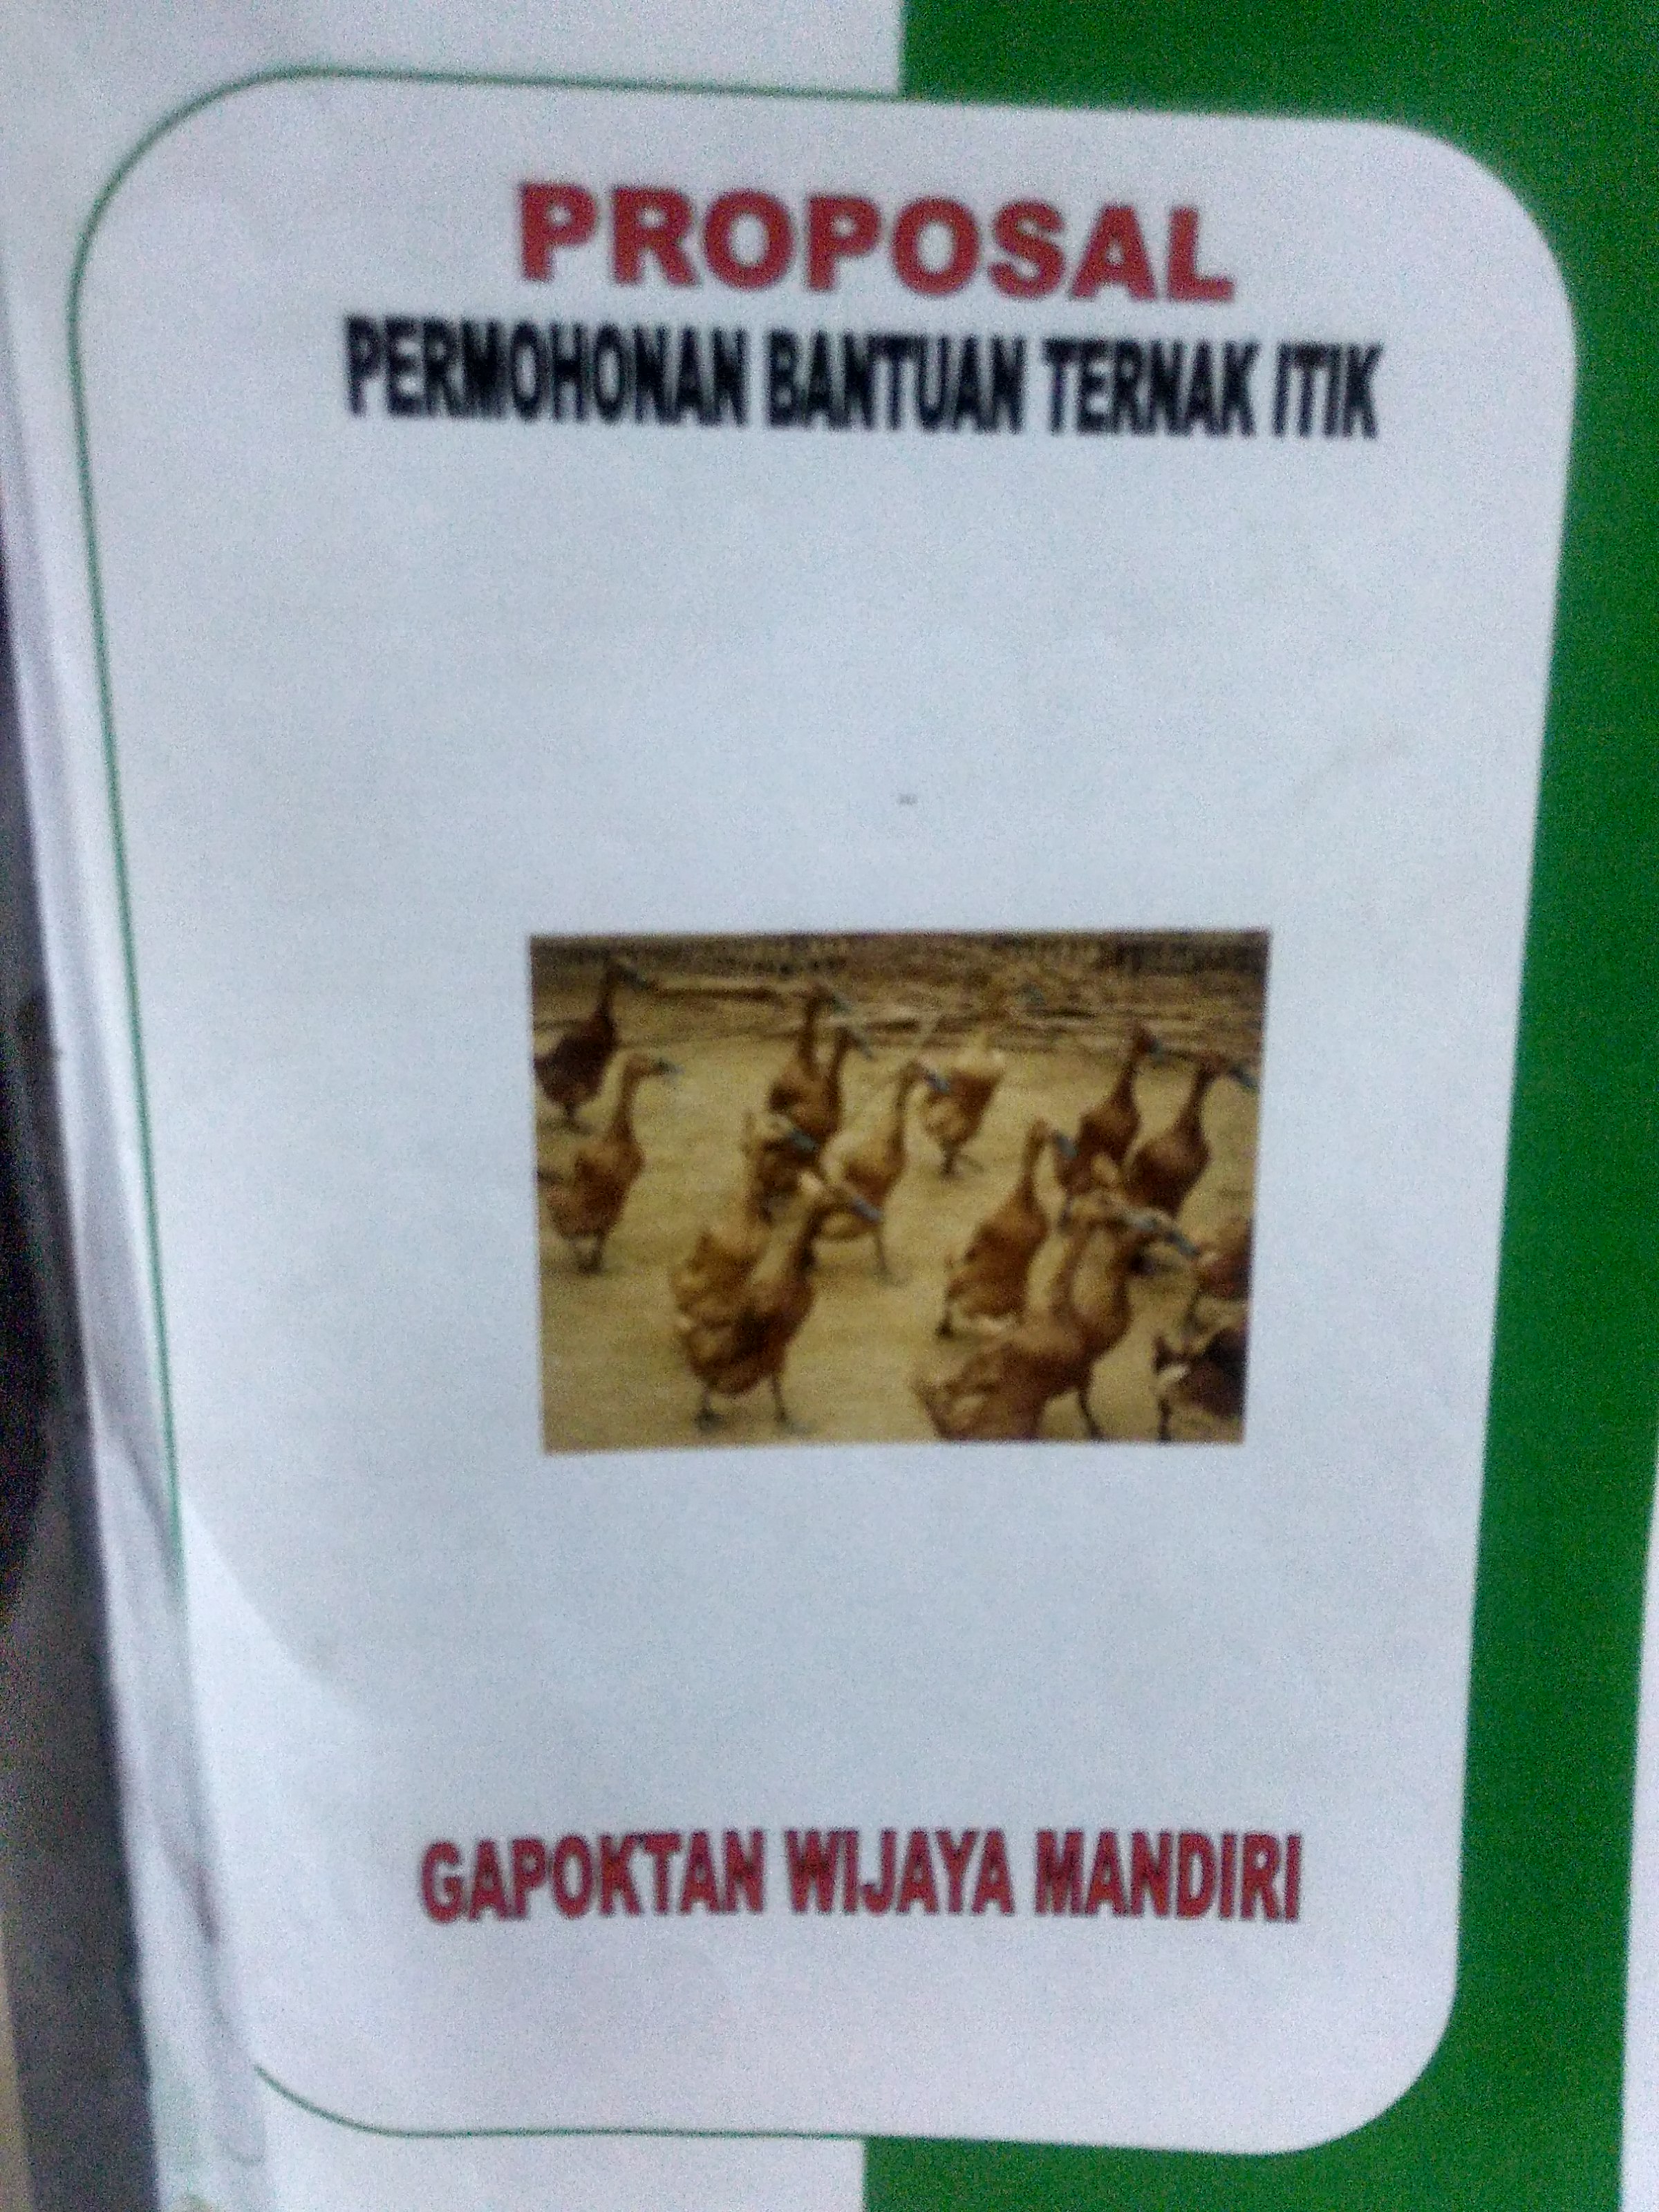 PROPOSAL
PERMOHONAN BANTUAN TERNAK ITIK
GAPOKTAN WIJAYA MANDIRI